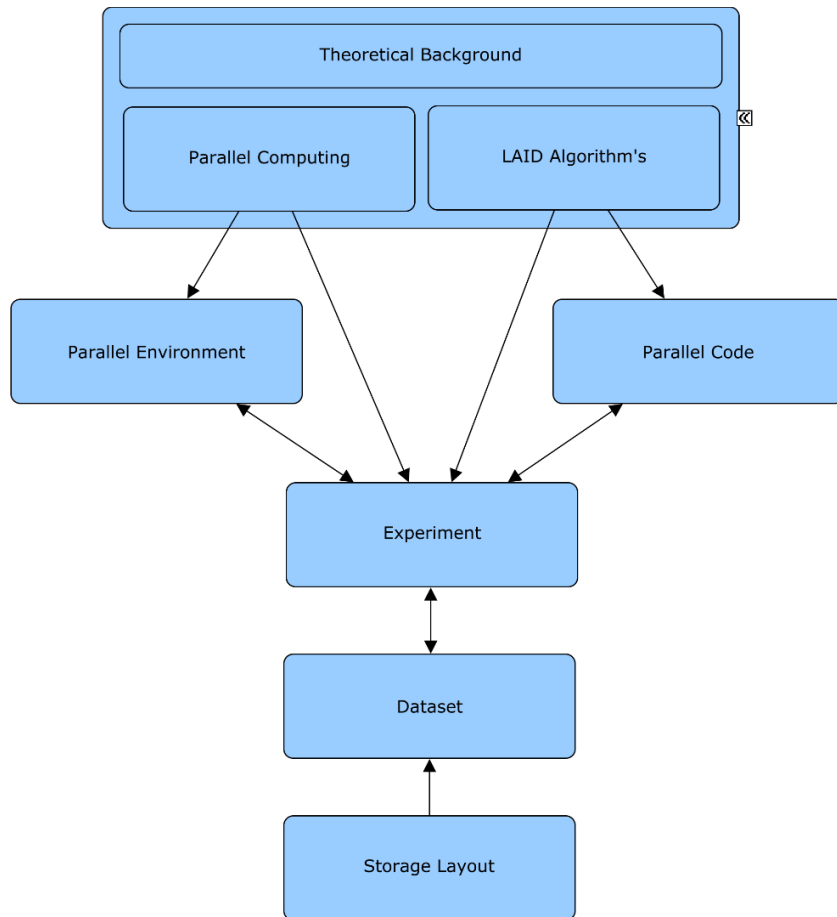 Theoretical Background
Parallel Computing
LAID Algorithm's
Parallel Environment
Parallel Code
Experiment
Dataset
Storage Layout